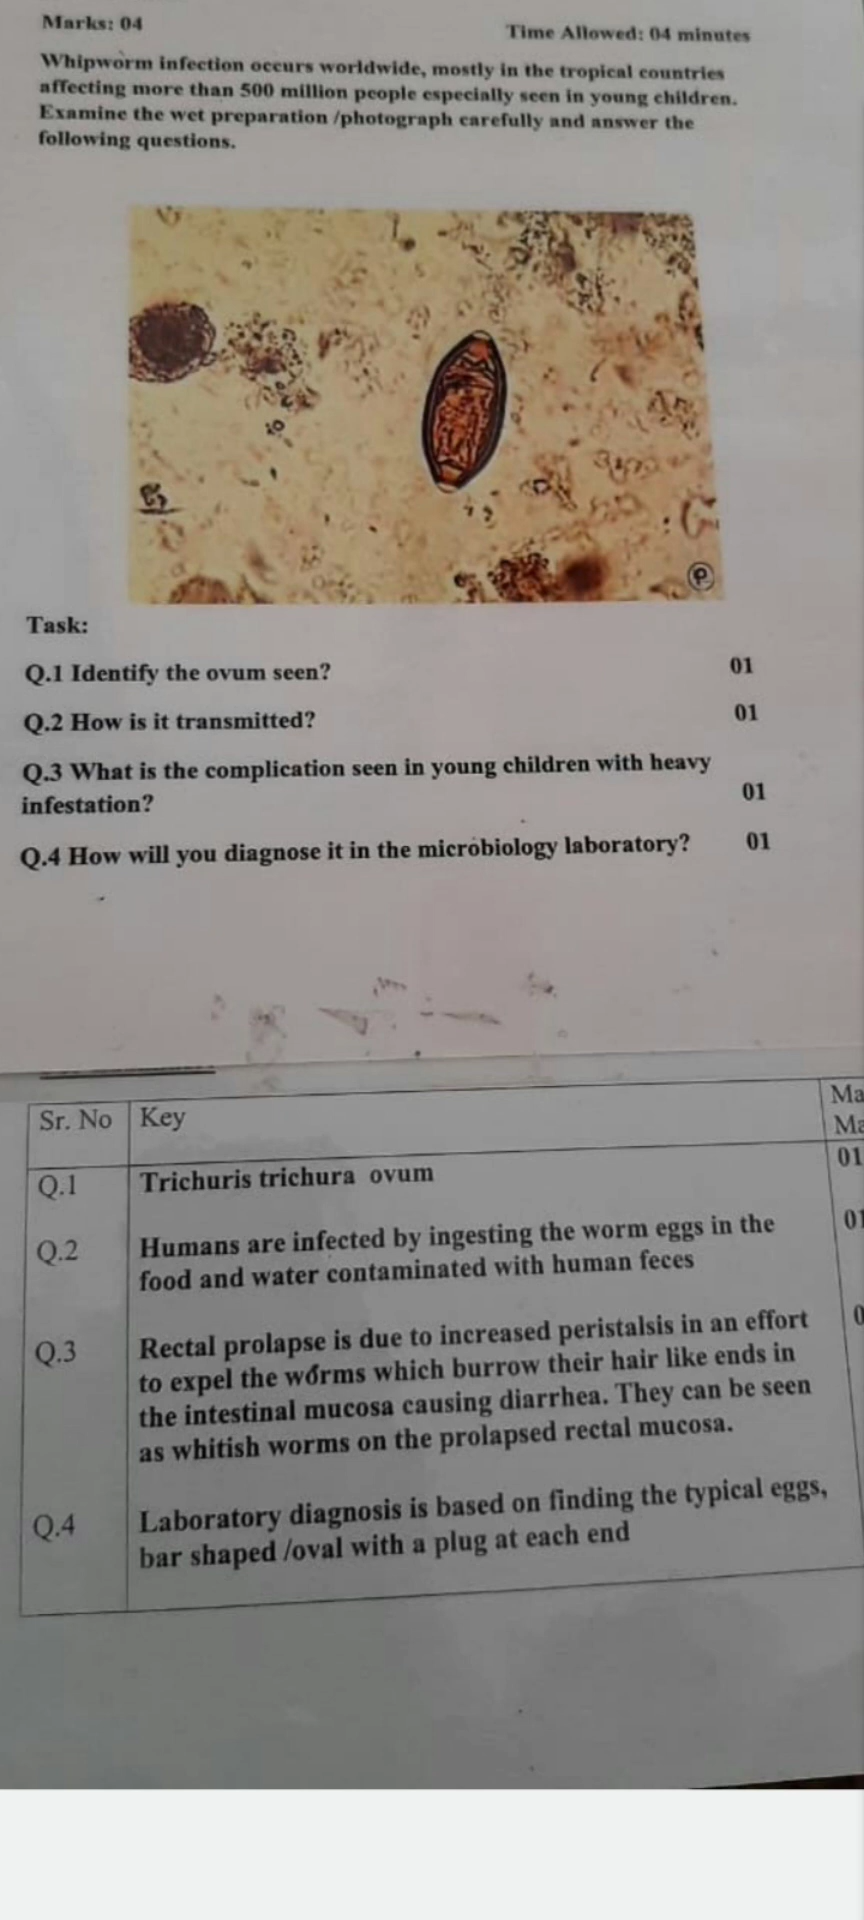 Marks: 04
Time Allowed: 04 minutes
Whipworm infection occurs worldwide, mostly in the tropical countries
affecting more than 500 million people especially seen in young children.
Examine the wet preparation /photograph carefully and answer the
following questions.
P
Task:
Q.1 Identify the ovum seen? 01
Q.2 How is it transmitted? 01
Q.3 What is the complication seen in young children with heavy
infestation? 01
Q.4 How will you diagnose it in the microbiology laboratory? 01
Sr. No Key Ma
Ma
Q.1 Trichuris trichura ovum 01
Q.2 Humans are infected by ingesting the worm eggs in the 01
food and water contaminated with human feces
Q.3 Rectal prolapse is due to increased peristalsis in an effort 0
to expel the worms which burrow their hair like ends in
the intestinal mucosa causing diarrhea. They can be seen
as whitish worms on the prolapsed rectal mucosa.
Q.4 Laboratory diagnosis is based on finding the typical eggs,
bar shaped /oval with a plug at each end